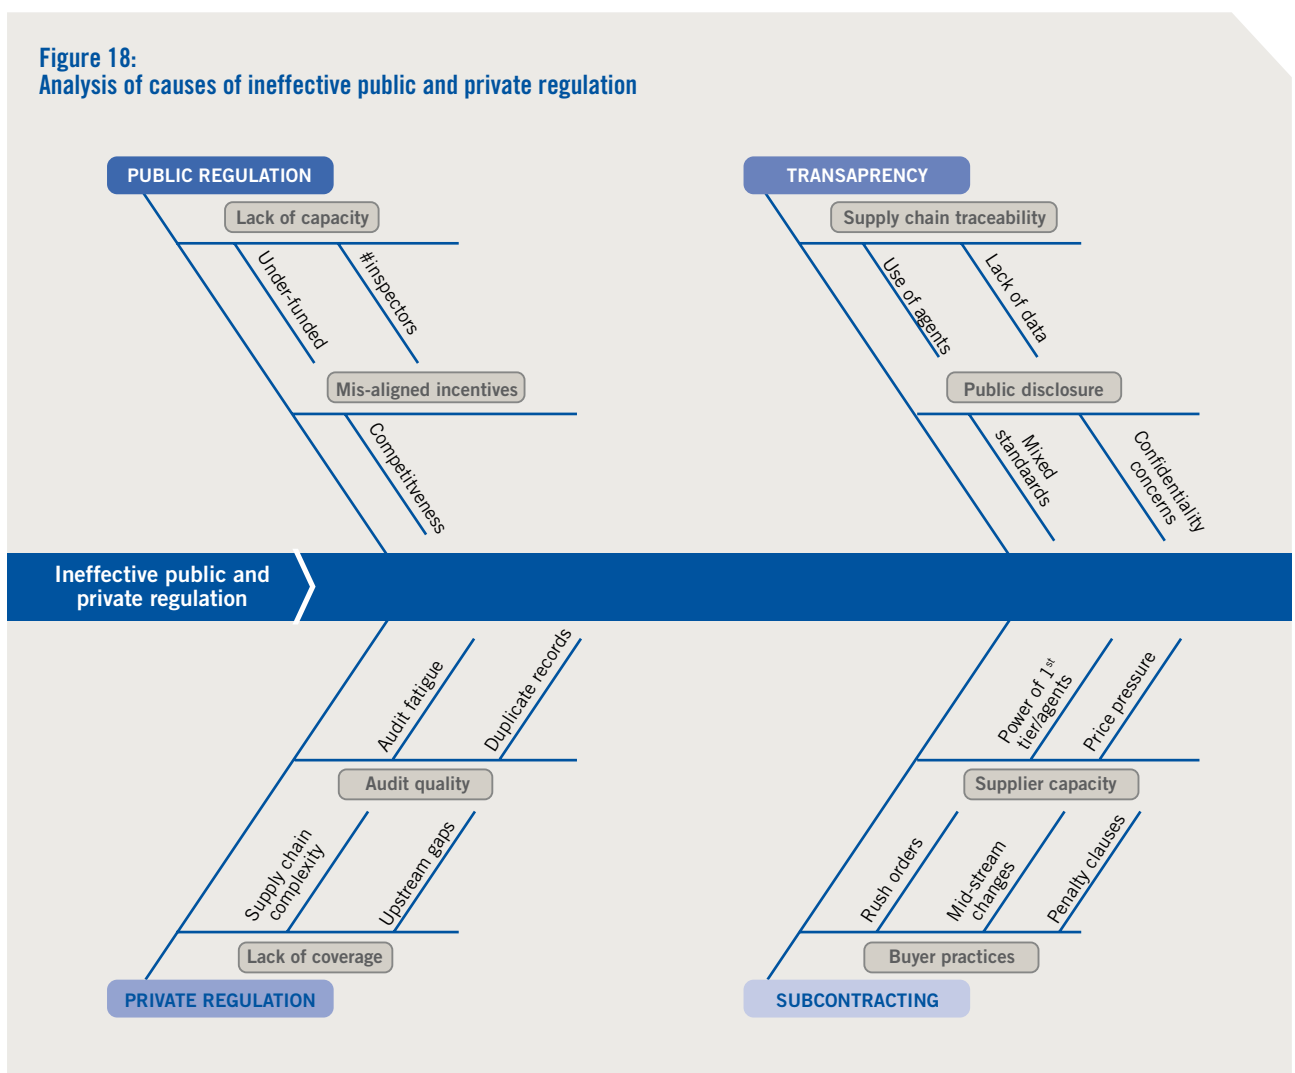 Figure 18:
Analysis of causes of ineffective public and private regulation
PUBLIC REGULATION
Lack of capacity
Under-funded
#inspectors
Mis-aligned incentives
Competitveness
TRANSAPRENCY
Supply chain traceability
Use of agents
Lack of data
Public disclosure
Mixed
standaards
Confidentiality
concerns
Ineffective public and
private regulation
Audit fatigue
Duplicate records
Audit quality
Supply chain
complexity
Upstream gaps
Lack of coverage
PRIVATE REGULATION
Power of 1st
tier/agents
Price pressure
Supplier capacity
Rush orders
Mid-stream
changes
Penalty clauses
Buyer practices
SUBCONTRACTING